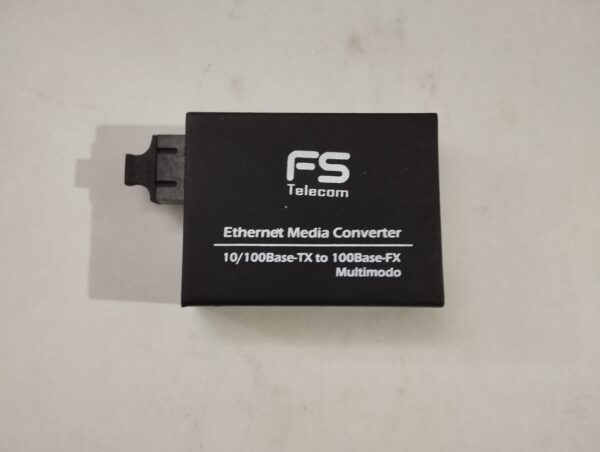 FS
Telecom
Ethernet Media Converter
10/100Base-TX to 100Base-FX
Multimodo